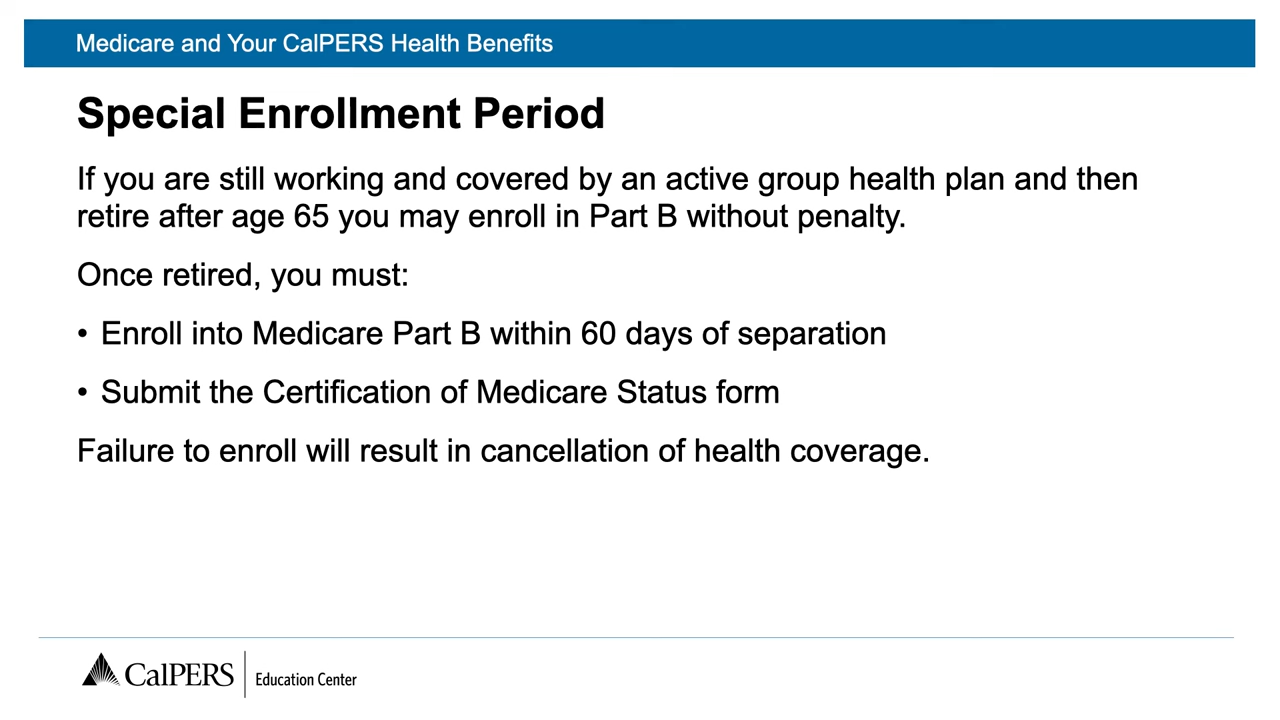 Medicare and Your CalPERS Health Benefits
Special Enrollment Period
If you are still working and covered by an active group health plan and then
retire after age 65 you may enroll in Part B without penalty.
Once retired, you must:
• Enroll into Medicare Part B within 60 days of separation
• Submit the Certification of Medicare Status form
Failure to enroll will result in cancellation of health coverage.
CalPERS Education Center